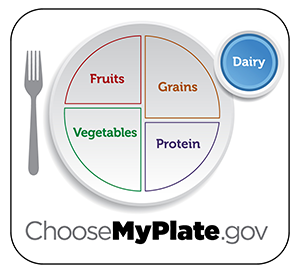 Fruits
Grains
Dairy
Vegetables
Protein
ChooseMyPlate.gov